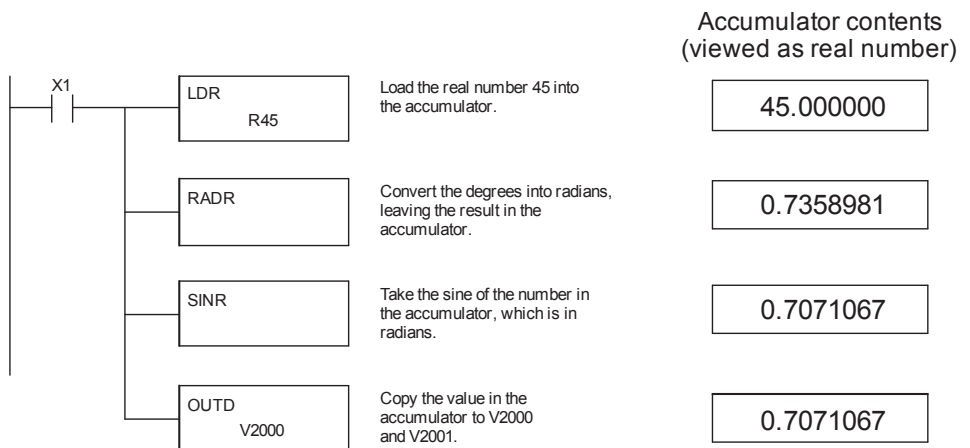 Accumulator contents
(viewed as real number)
X1
LDR
R45
Load the real number 45 into
the accumulator.
45.000000
RADR
Convert the degrees into radians,
leaving the result in the
accumulator.
0.7358981
SINR
Take the sine of the number in
the accumulator, which is in
radians.
0.7071067
OUTD
V2000
Copy the value in the
accumulator to V2000
and V2001.
0.7071067